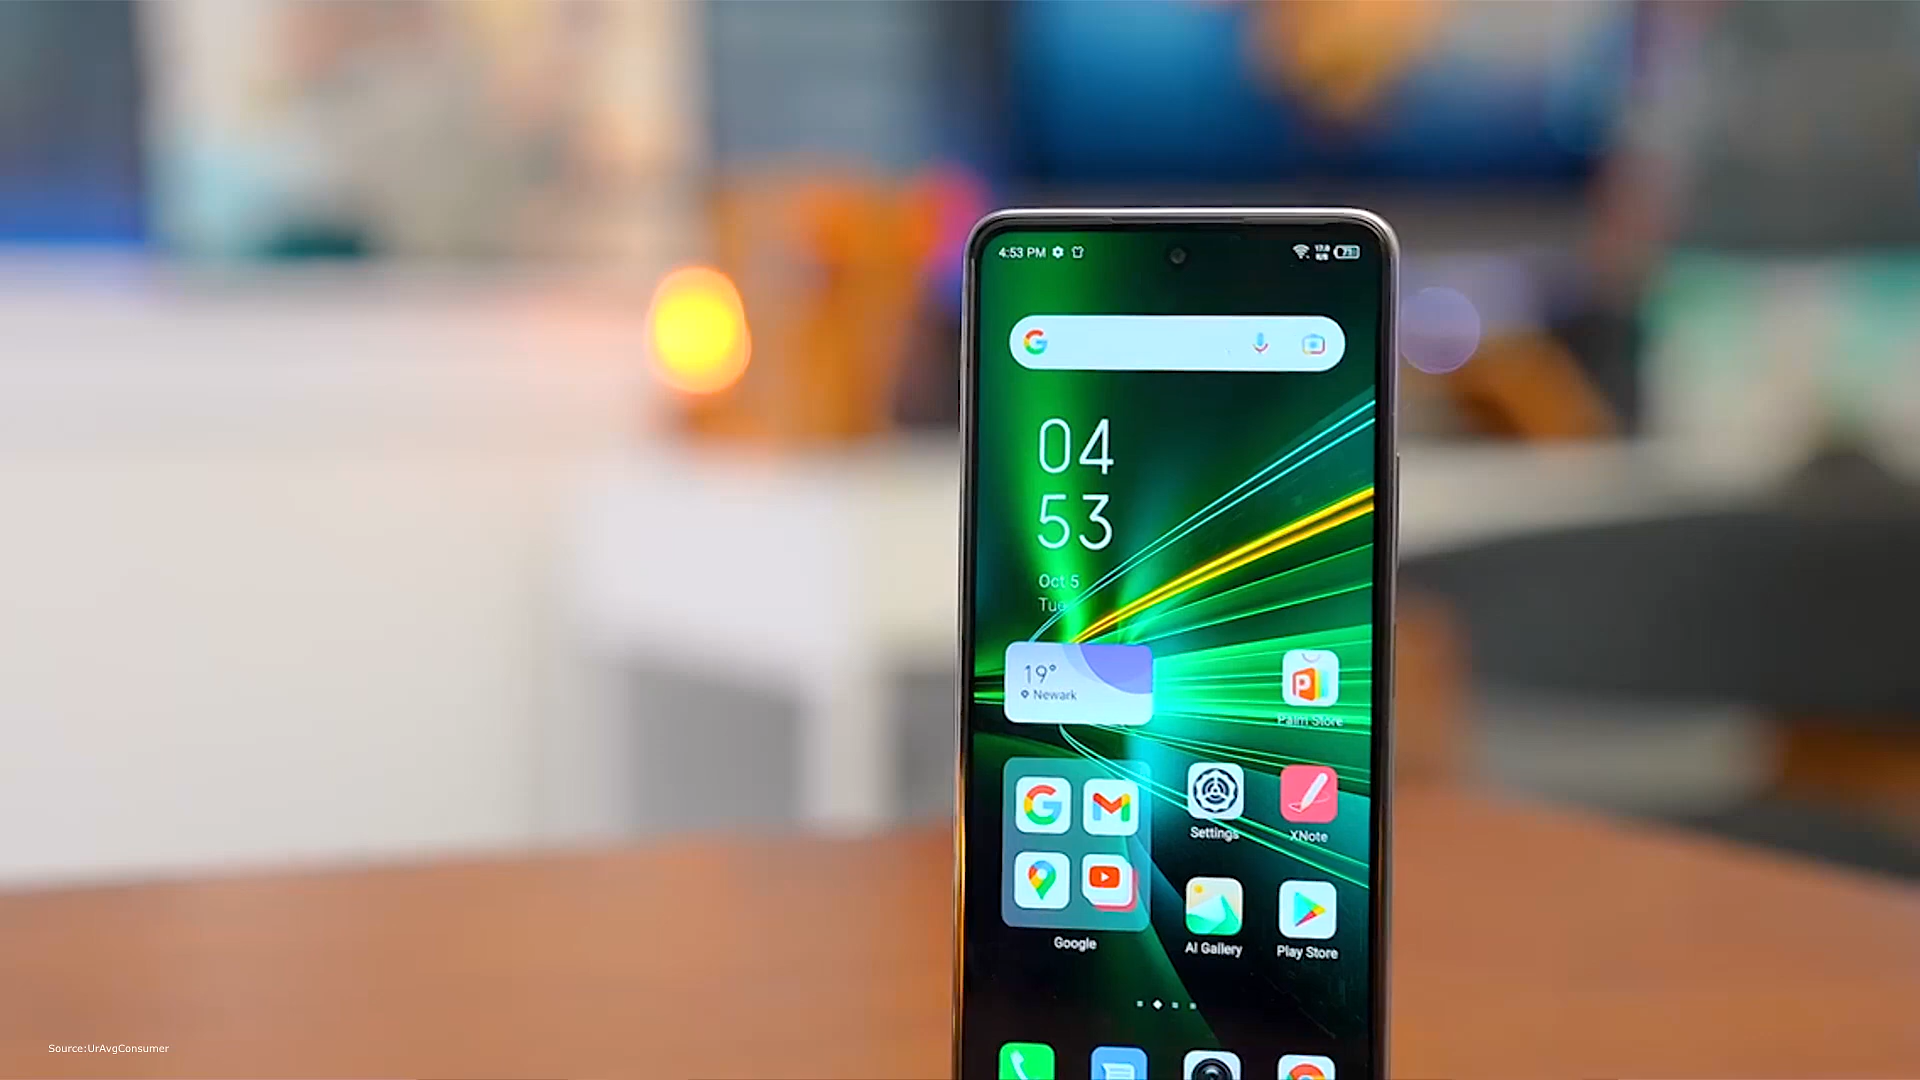 4:53 PM
04
53
Oct 5
Tue
19°
Newark
Palm Store
Settings
XNote
Google
AI Gallery
Play Store
Source:UrAvgConsumer